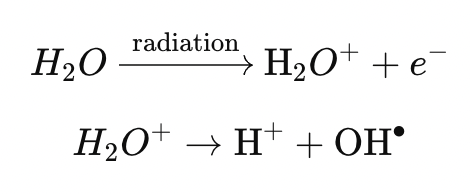 H₂O —radiation→ H₂O⁺ + e⁻
H₂O⁺ → H⁺ + OH•